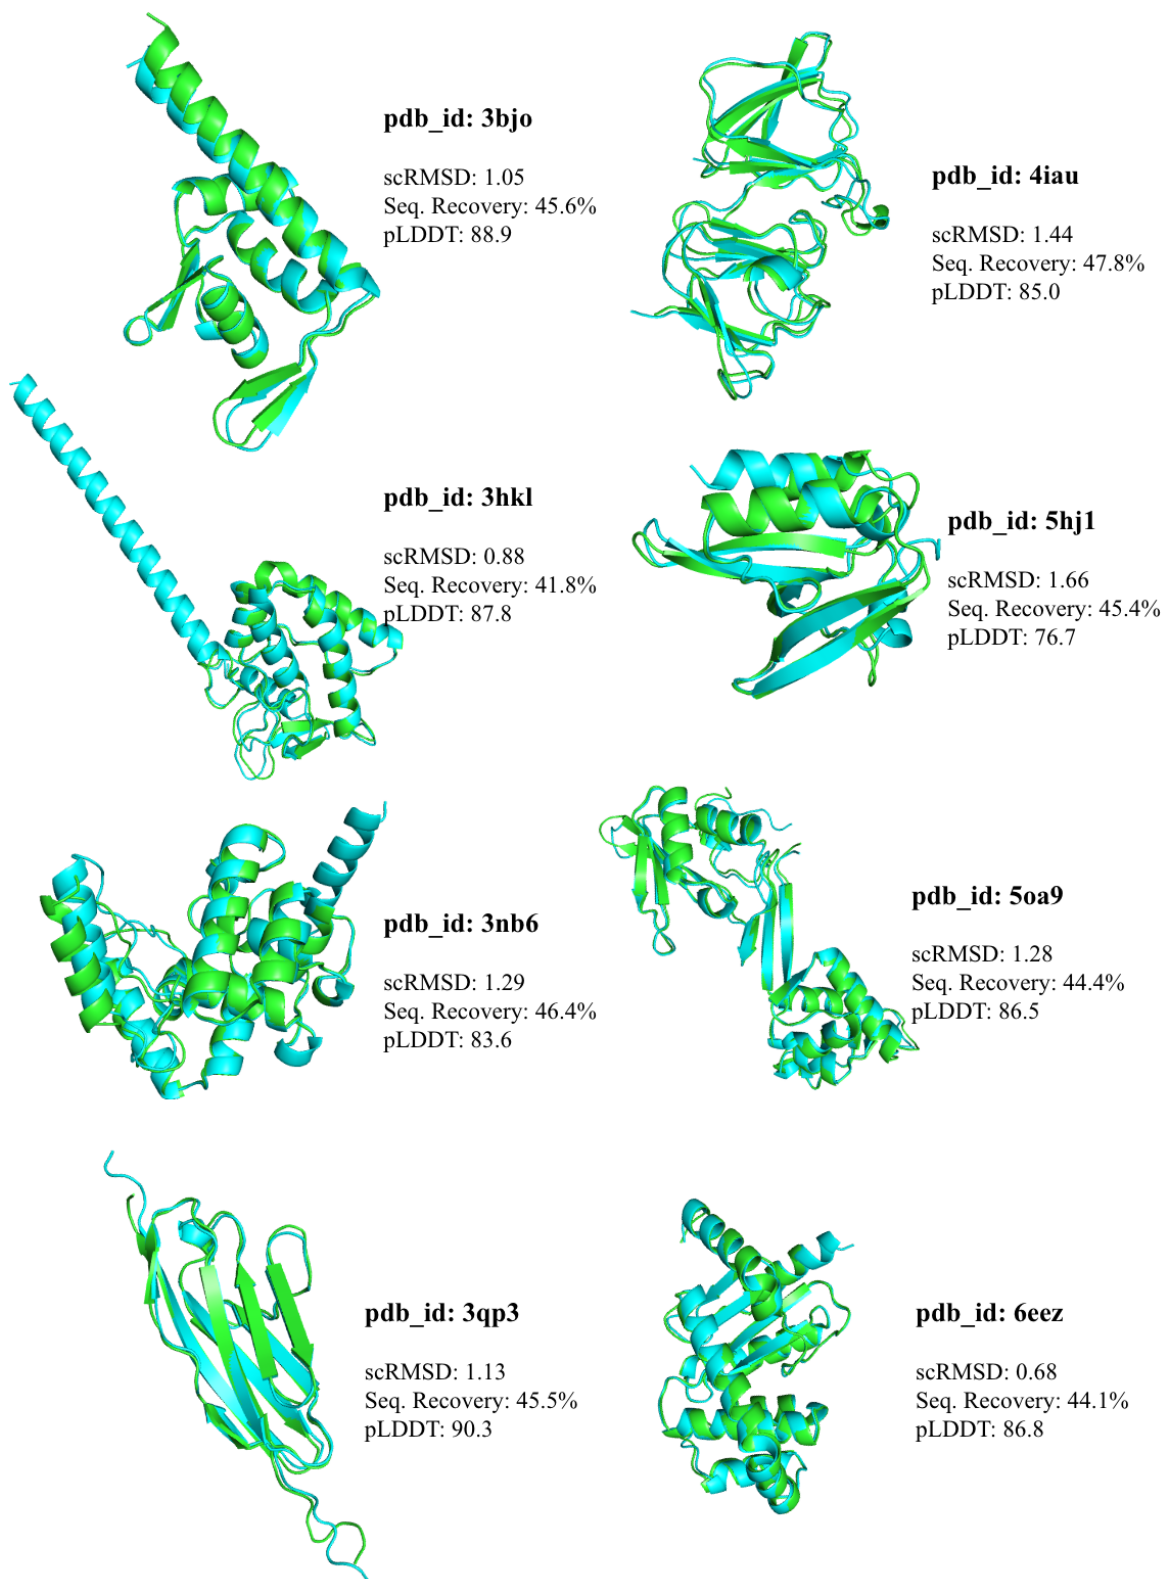 pdb_id: 3bjo
scRMSD: 1.05
Seq. Recovery: 45.6%
pLDDT: 88.9
pdb_id: 4iau
scRMSD: 1.44
Seq. Recovery: 47.8%
pLDDT: 85.0
pdb_id: 3hkl
scRMSD: 0.88
Seq. Recovery: 41.8%
pLDDT: 87.8
pdb_id: 5hj1
scRMSD: 1.66
Seq. Recovery: 45.4%
pLDDT: 76.7
pdb_id: 3nb6
scRMSD: 1.29
Seq. Recovery: 46.4%
pLDDT: 83.6
pdb_id: 5oa9
scRMSD: 1.28
Seq. Recovery: 44.4%
pLDDT: 86.5
pdb_id: 3qp3
scRMSD: 1.13
Seq. Recovery: 45.5%
pLDDT: 90.3
pdb_id: 6eez
scRMSD: 0.68
Seq. Recovery: 44.1%
pLDDT: 86.8